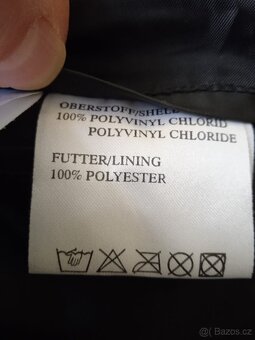 OBERSTOFF/SHELL
100% POLYVINYL CHLORID
POLYVINYL CHLORIDE
FUTTER/LINING
100% POLYESTER
© Bazos.cz